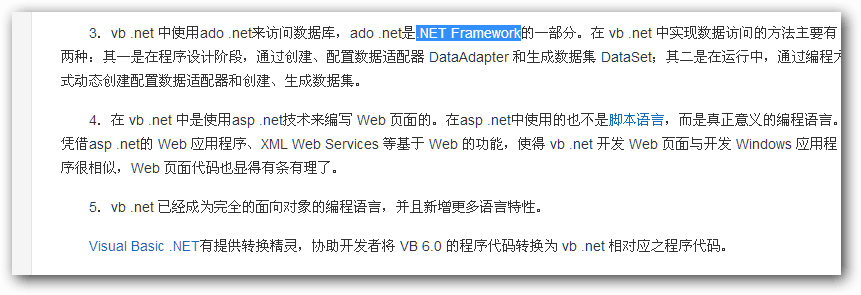 3．vb .net 中使用ado .net来访问数据库，ado .net是.NET Framework的一部分。在 vb .net 中实现数据访问的方法主要有
两种：其一是在程序设计阶段，通过创建、配置数据适配器 DataAdapter 和生成数据集 DataSet；其二是在运行中，通过编程方
式动态创建配置数据适配器和创建、生成数据集。
4．在 vb .net 中是使用asp .net技术来编写 Web 页面的。在asp .net中使用的也不是脚本语言，而是真正意义的编程语言。
凭借asp .net的 Web 应用程序、XML Web Services 等基于 Web 的功能，使得 vb .net 开发 Web 页面与开发 Windows 应用程
序很相似，Web 页面代码也显得有条有理了。
5．vb .net 已经成为完全的面向对象的编程语言，并且新增更多语言特性。
Visual Basic .NET有提供转换精灵，协助开发者将 VB 6.0 的程序代码转换为 vb .net 相对应之程序代码。